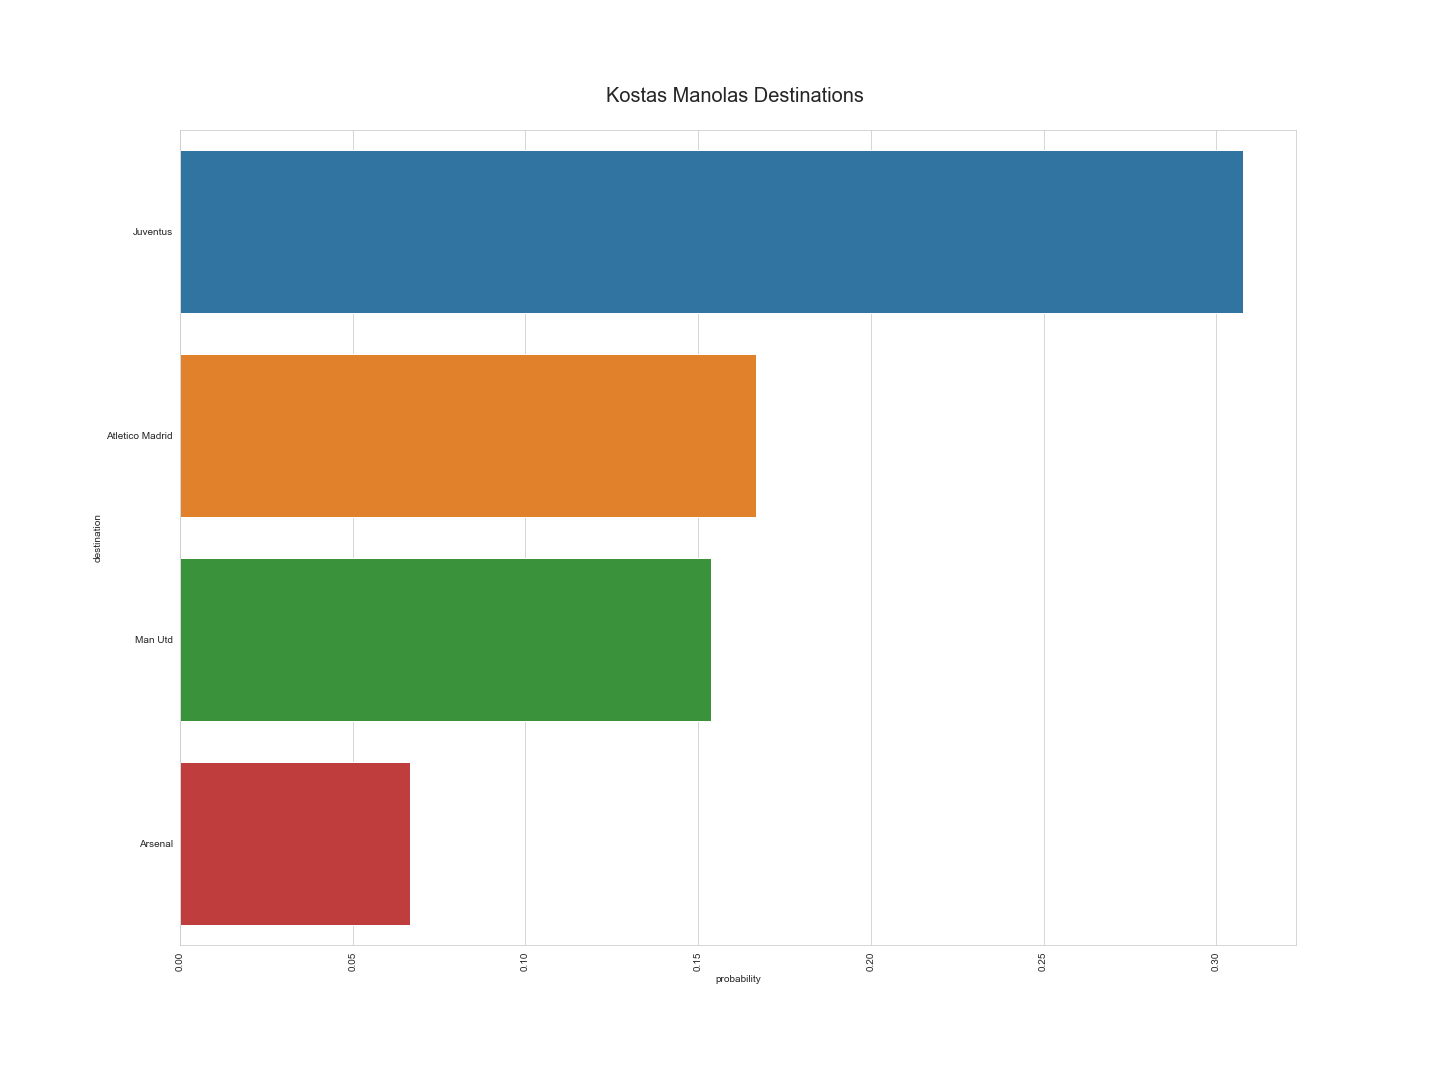 Kostas Manolas Destinations
Juventus
Atletico Madrid
Man Utd
Arsenal
destination
0.00
0.05
0.10
0.15
0.20
0.25
0.30
probability